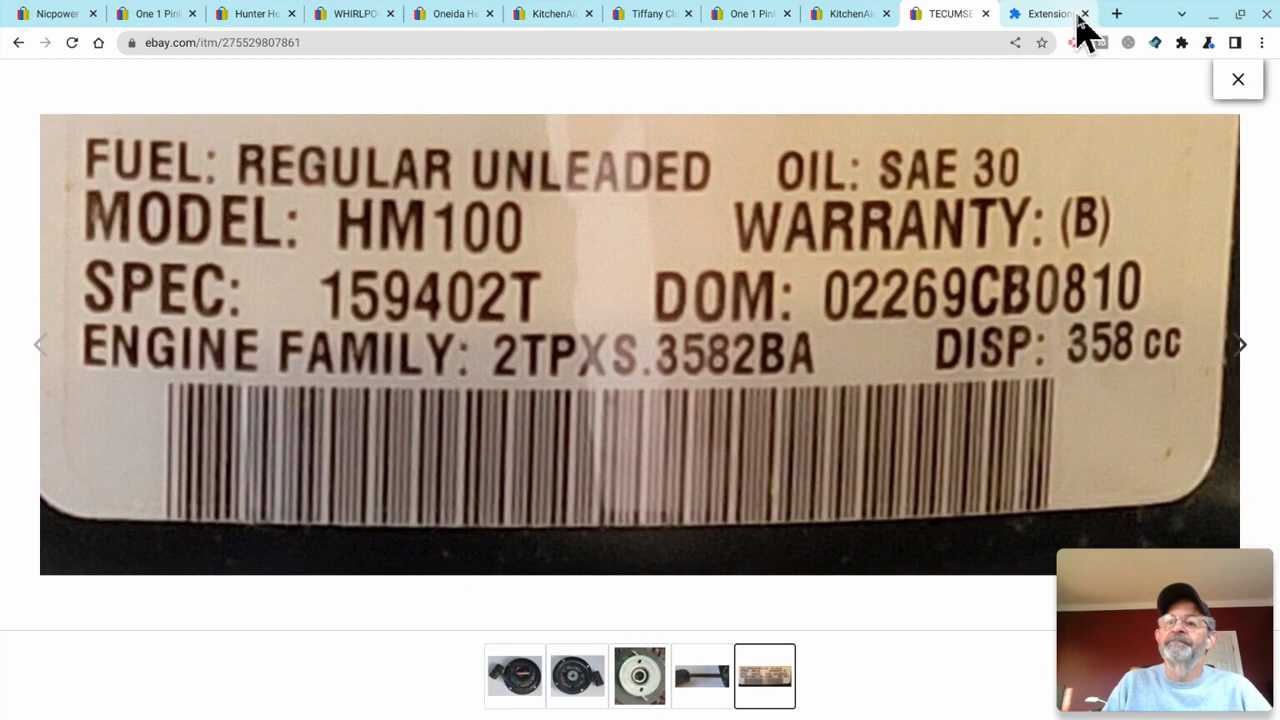 Nicpower
One 1 Pin
Hunter He
WHIRLPO
Oneida He
KitchenAi
Tiffany Cl
One 1 Pin
KitchenAi
TECUMSE
Extension
ebay.com/itm/275529807861
FUEL: REGULAR UNLEADED OIL: SAE 30
MODEL: HM100 WARRANTY: (B)
SPEC: 159402T DOM: 02269CB0810
ENGINE FAMILY: 2TPXS.3582BA DISP: 358 cc